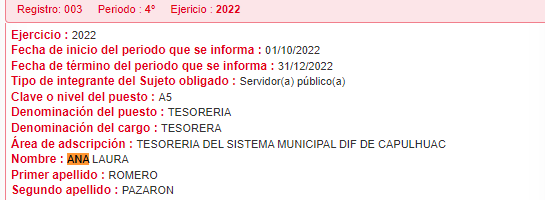 Registro: 003 Periodo : 4º Ejericio : 2022
Ejercicio : 2022
Fecha de inicio del periodo que se informa : 01/10/2022
Fecha de término del periodo que se informa : 31/12/2022
Tipo de integrante del Sujeto obligado : Servidor(a) público(a)
Clave o nivel del puesto : A5
Denominación del puesto : TESORERIA
Denominación del cargo : TESORERA
Área de adscripción : TESORERIA DEL SISTEMA MUNICIPAL DIF DE CAPULHUAC
Nombre : ANA LAURA
Primer apellido : ROMERO
Segundo apellido : PAZARON